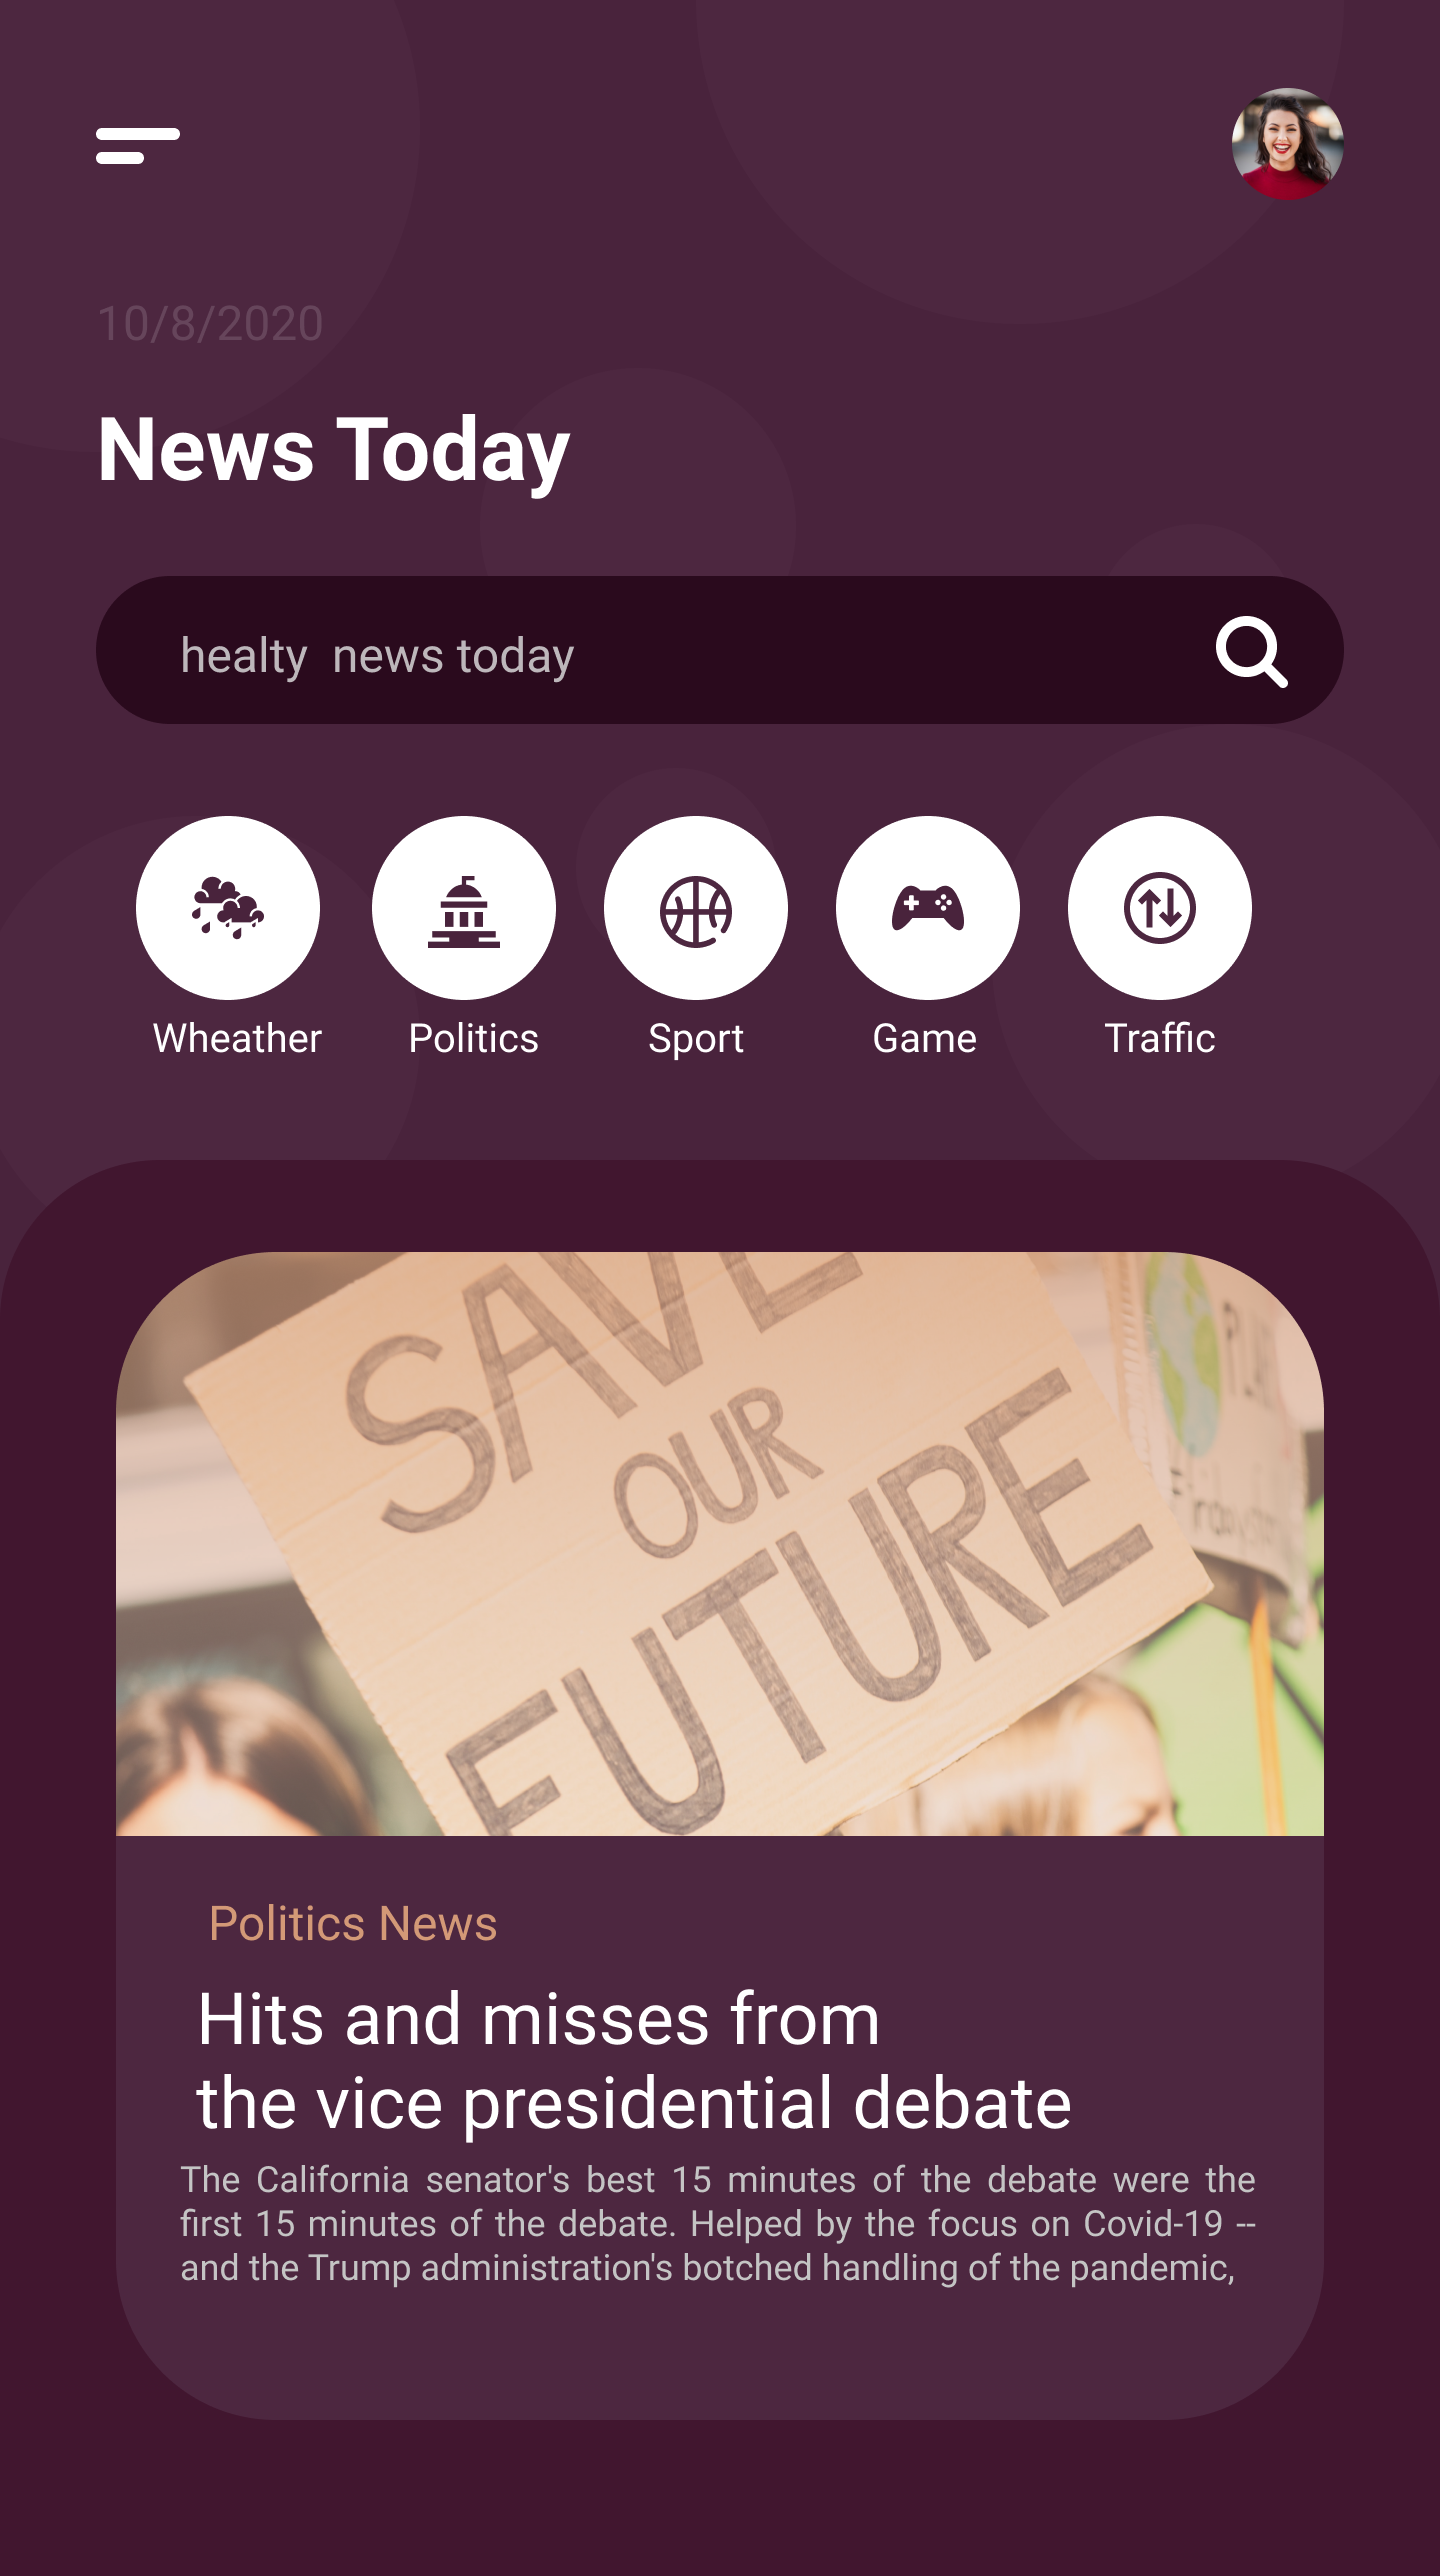 10/8/2020
News Today
healty  news today
Wheather
Politics
Sport
Game
Traffic
SAVE
OUR
FUTURE
Politics News
Hits and misses from
the vice presidential debate
The California senator's best 15 minutes of the debate were the
first 15 minutes of the debate. Helped by the focus on Covid-19 --
and the Trump administration's botched handling of the pandemic,